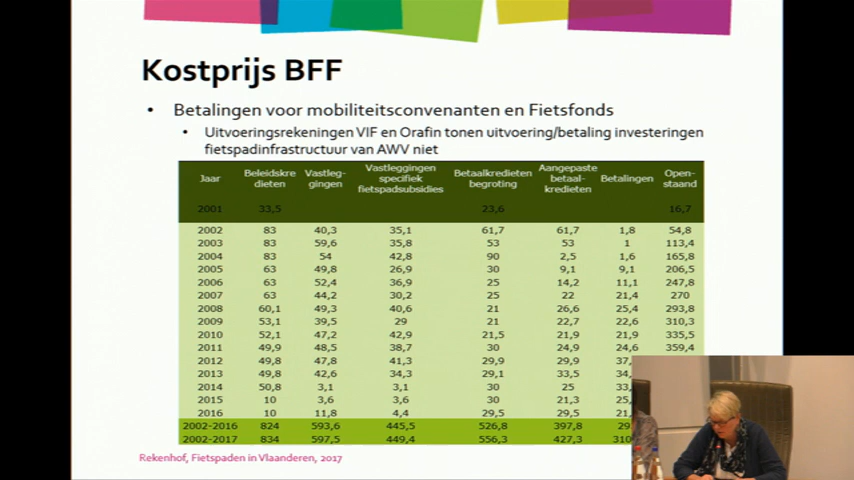 Kostprijs BFF
• Betalingen voor mobiliteitsconvenanten en Fietsfonds
• Uitvoeringsrekeningen VIF en Orafin tonen uitvoering/betaling investeringen
fietspadinfrastructuur van AWV niet
Jaar Beleidskre dieten Vastleg- gingen Vastleggingen specifiek fietspadsubsidies Betaalkredieten begroting Aangepaste betaal- kredieten Betalingen Open- staand
2001 33,5 23,6 16,7
2002 83 40,3 35,1 61,7 61,7 1,8 54,8
2003 83 59,6 35,8 53 53 1 113,4
2004 83 54 42,8 90 2,5 1,6 165,8
2005 63 49,8 26,9 30 9,1 9,1 206,5
2006 63 52,4 36,9 25 14,2 11,1 247,8
2007 63 44,2 30,2 25 22 21,4 270
2008 60,1 49,3 40,6 21 26,6 25,4 293,8
2009 53,1 39,5 29 21 22,7 22,6 310,3
2010 52,1 47,2 42,9 21,5 21,9 21,9 335,5
2011 49,9 48,5 38,7 30 24,9 24,6 359,4
2012 49,8 47,8 41,3 29,9 29,9 37,
2013 49,8 42,6 34,3 29,1 33,5 34,
2014 50,8 3,1 3,1 30 25 33,
2015 10 3,6 3,6 30 21,3 25,
2016 10 11,8 4,4 29,5 29,5 21,
2002-2016 824 593,6 445,5 526,8 397,8 29
2002-2017 834 597,5 449,4 556,3 427,3 310
Rekenhof, Fietspaden in Vlaanderen, 2017